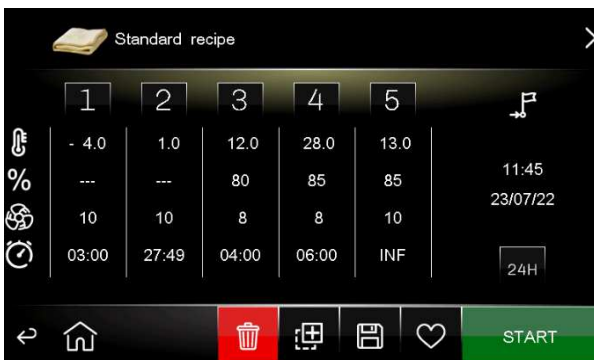 Standard recipe
1 2 3 4 5
- 4.0 1.0 12.0 28.0 13.0
% --- --- 80 85 85
11:45
23/07/22
10 10 8 8 10
03:00 27:49 04:00 06:00 INF
24H
START